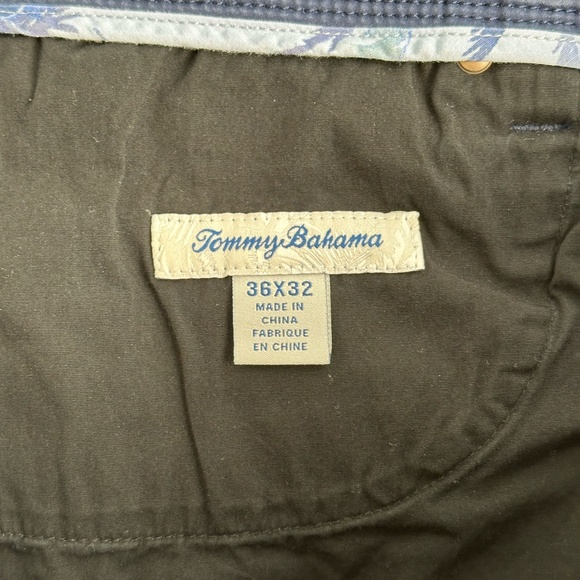 Tommy Bahama
36X32
MADE IN
CHINA
FABRIQUE
EN CHINE